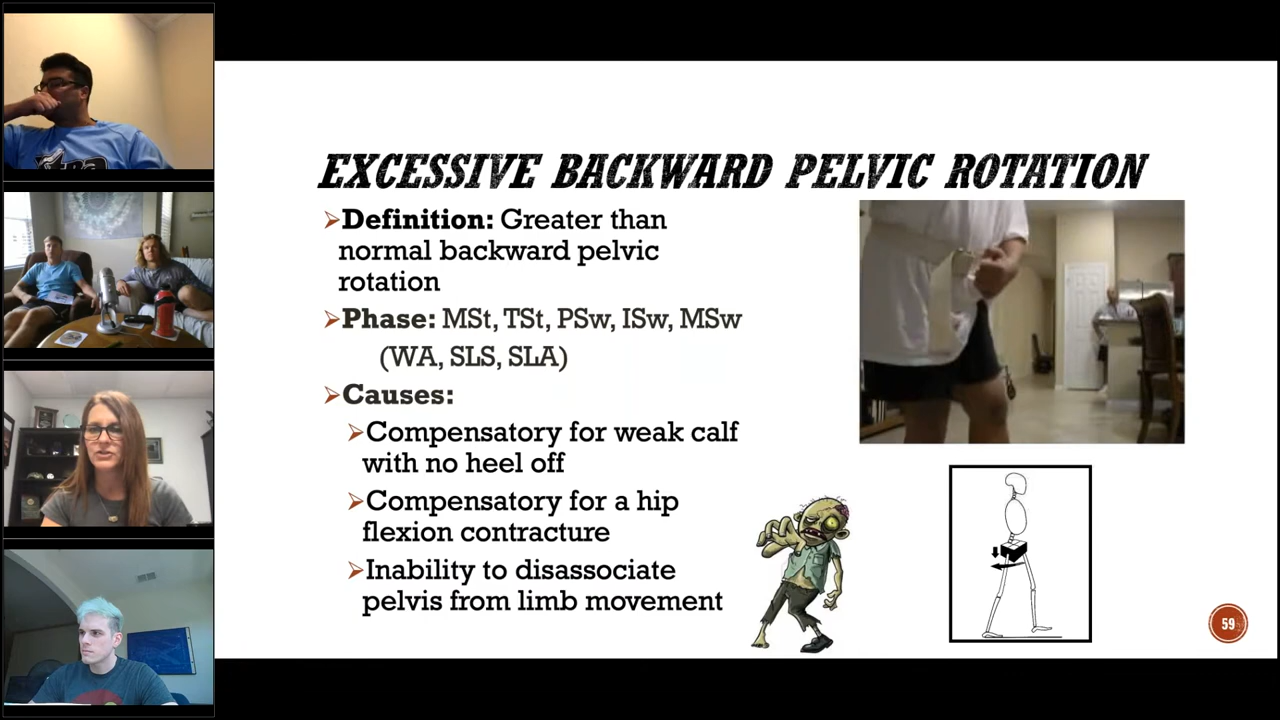 EXCESSIVE BACKWARD PELVIC ROTATION
Definition: Greater than
normal backward pelvic
rotation
Phase: MSt, TSt, PSw, ISw, MSw
(WA, SLS, SLA)
Causes:
Compensatory for weak calf
with no heel off
Compensatory for a hip
flexion contracture
Inability to disassociate
pelvis from limb movement
59